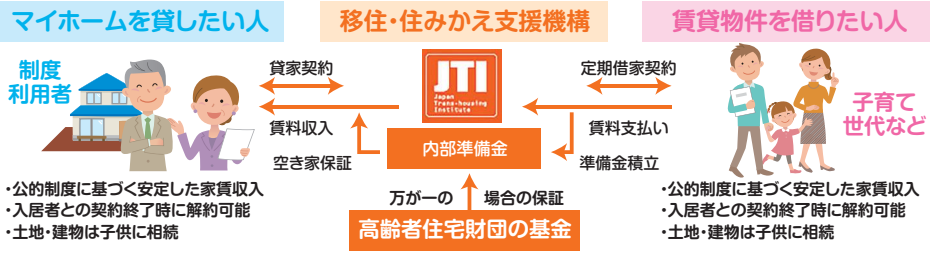 マイホームを貸したい人
移住・住みかえ支援機構
賃貸物件を借りたい人
制度
利用者
貸家契約
JTI
Japan
Trans-housing
Institute
定期借家契約
子育て
世代など
賃料収入
内部準備金
賃料支払い
空き家保証
準備金積立
・公的制度に基づく安定した家賃収入
・入居者との契約終了時に解約可能
・土地・建物は子供に相続
万が一の 場合の保証
高齢者住宅財団の基金
・公的制度に基づく安定した家賃収入
・入居者との契約終了時に解約可能
・土地・建物は子供に相続